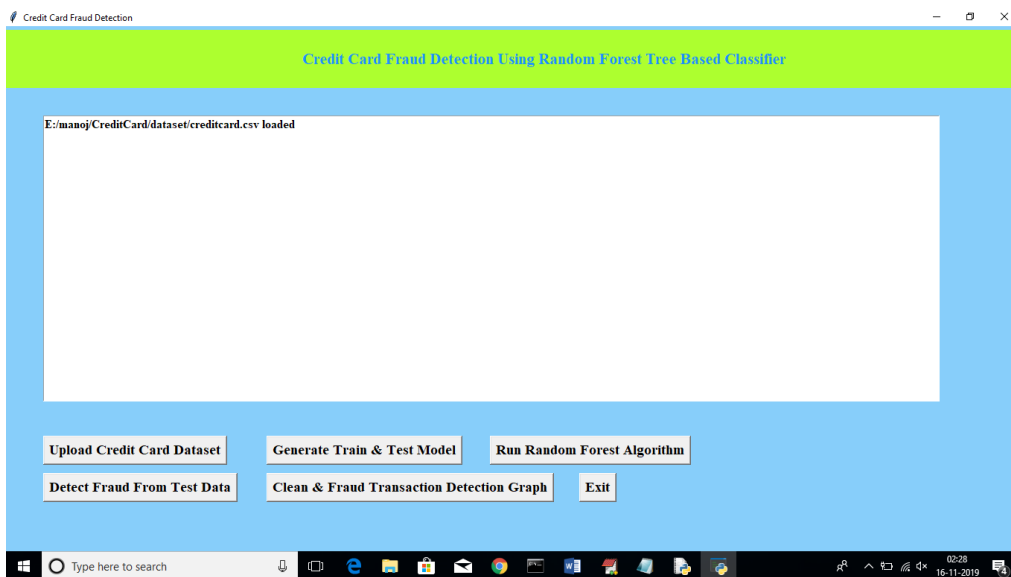 Credit Card Fraud Detection
Credit Card Fraud Detection Using Random Forest Tree Based Classifier
E:/manoj/CreditCard/dataset/creditcard.csv loaded
Upload Credit Card Dataset
Generate Train & Test Model
Run Random Forest Algorithm
Detect Fraud From Test Data
Clean & Fraud Transaction Detection Graph
Exit
Type here to search
02:28
16-11-2019
4